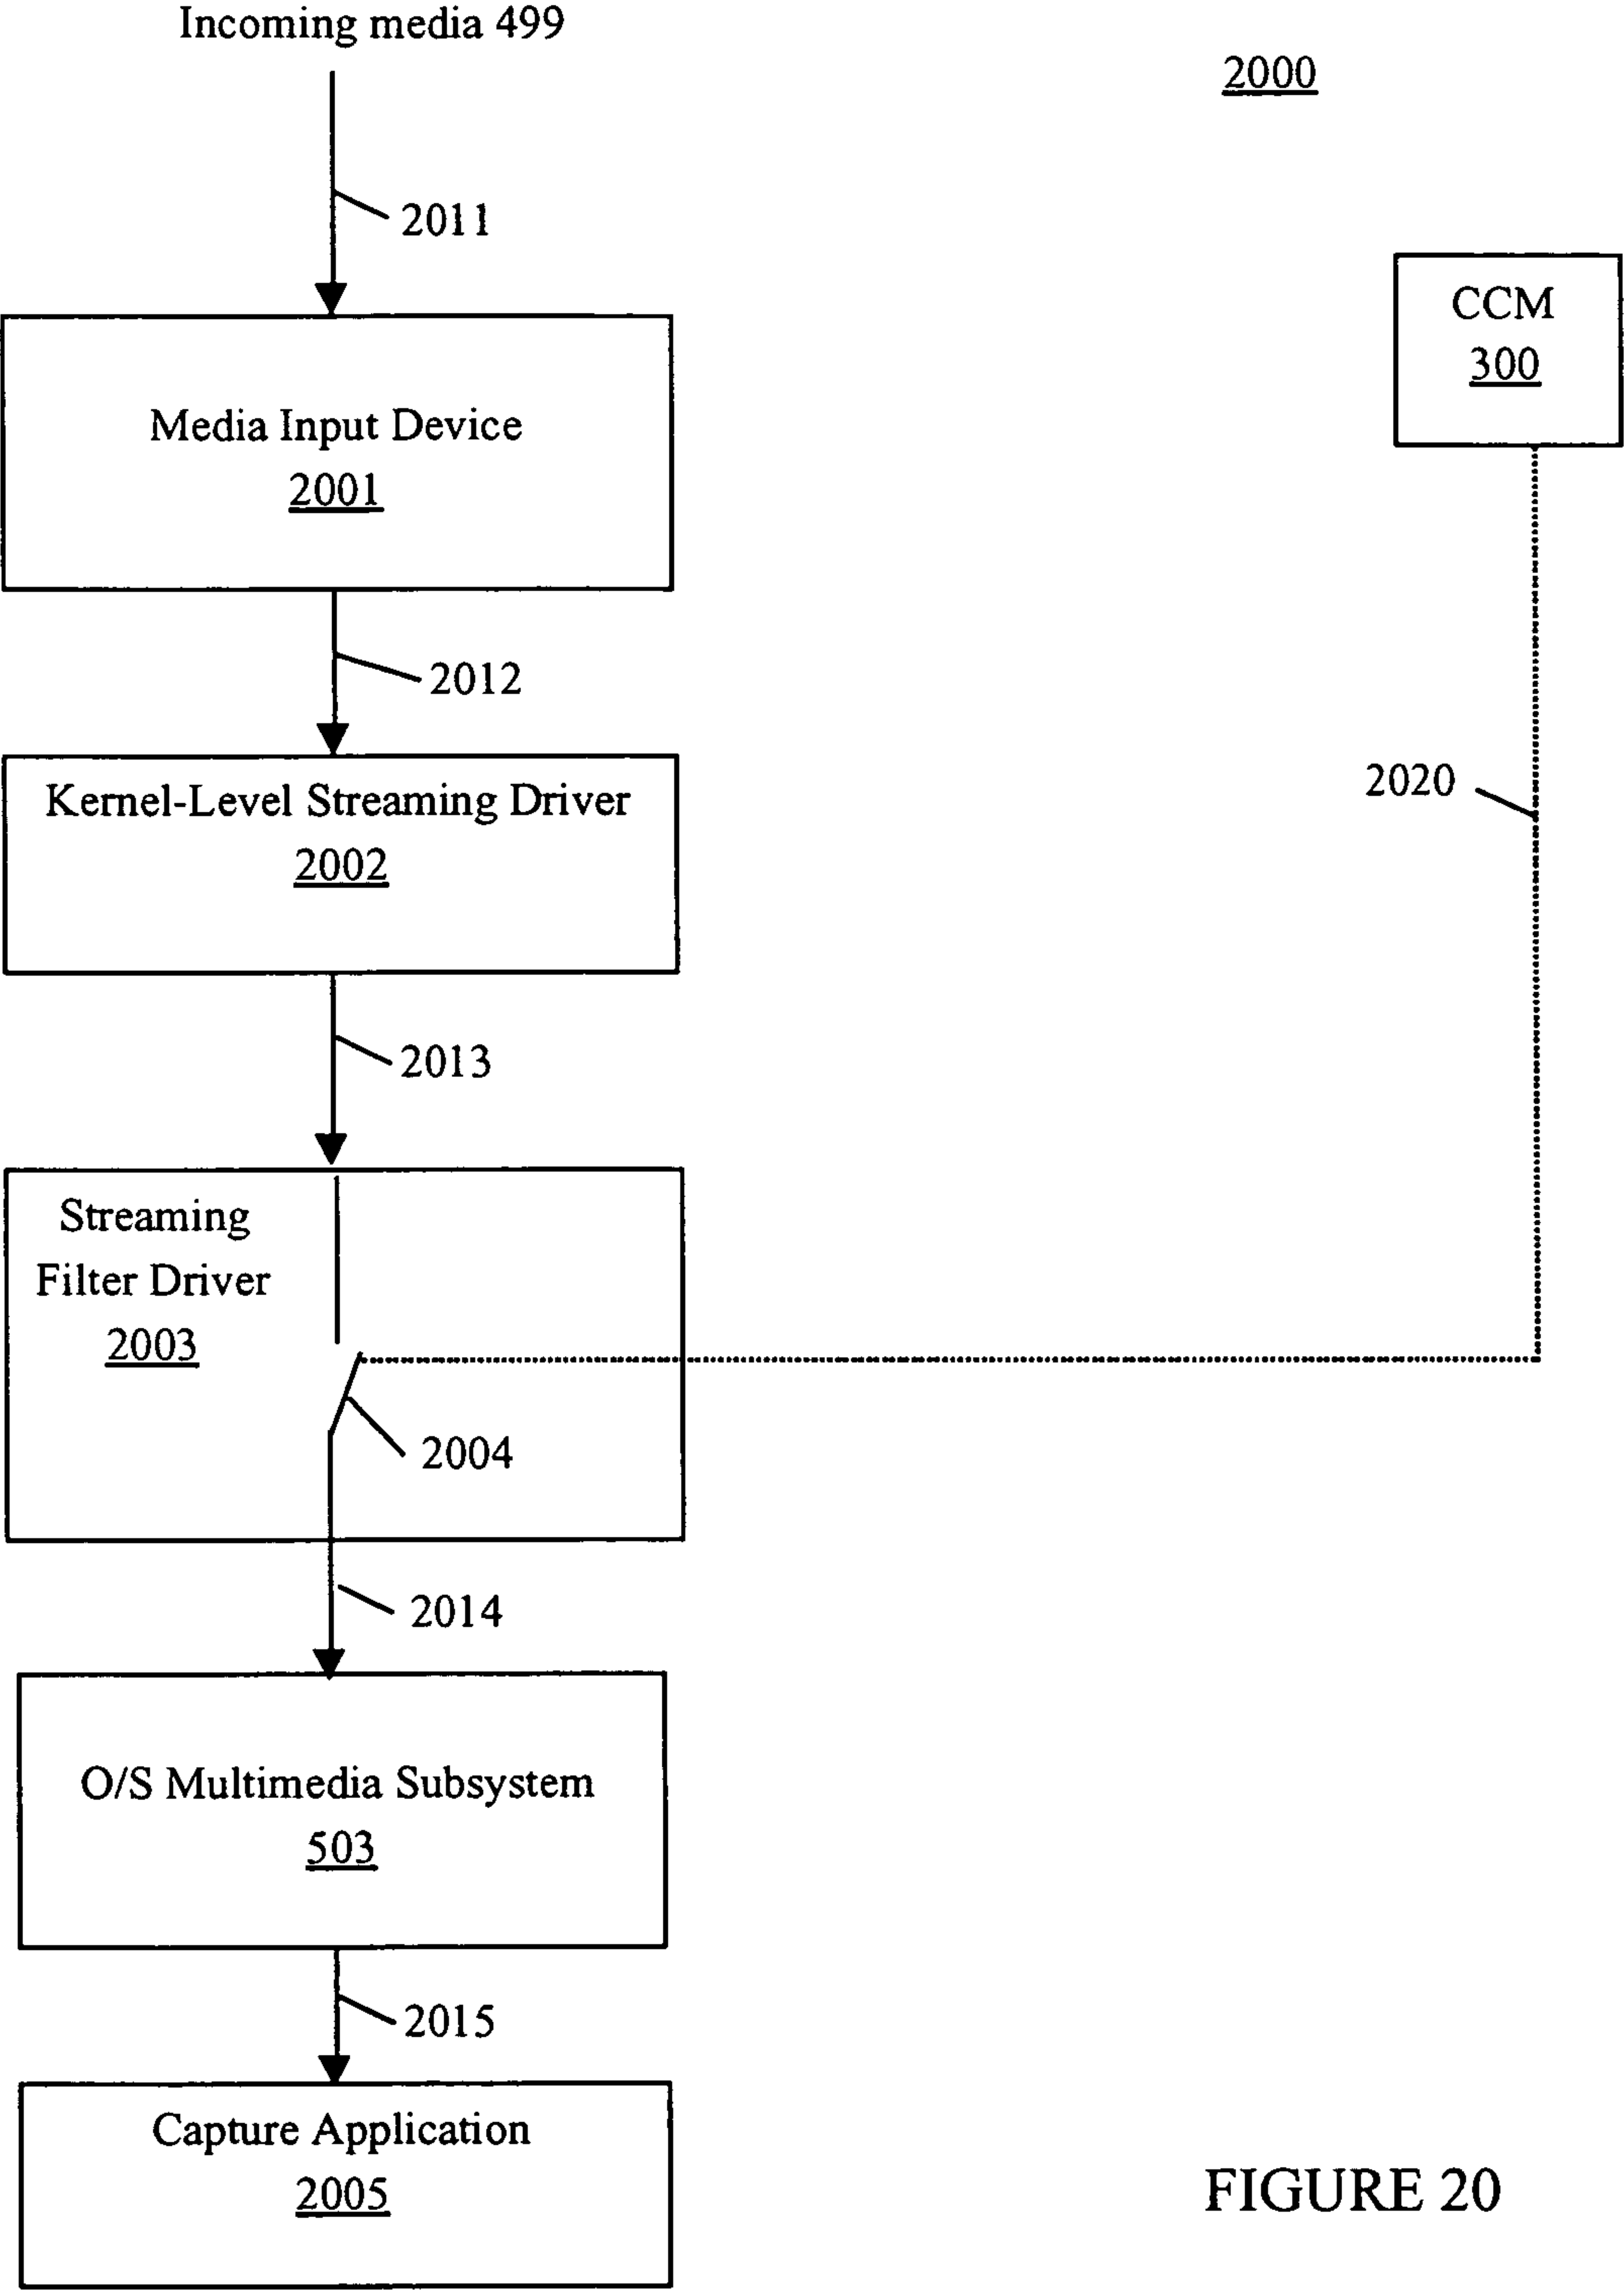 Incoming media 499
2000
2011
CCM
300
Media Input Device
2001
2012
Kernel-Level Streaming Driver
2002
2020
2013
Streaming
Filter Driver
2003
2004
2014
O/S Multimedia Subsystem
503
2015
Capture Application
2005
FIGURE 20